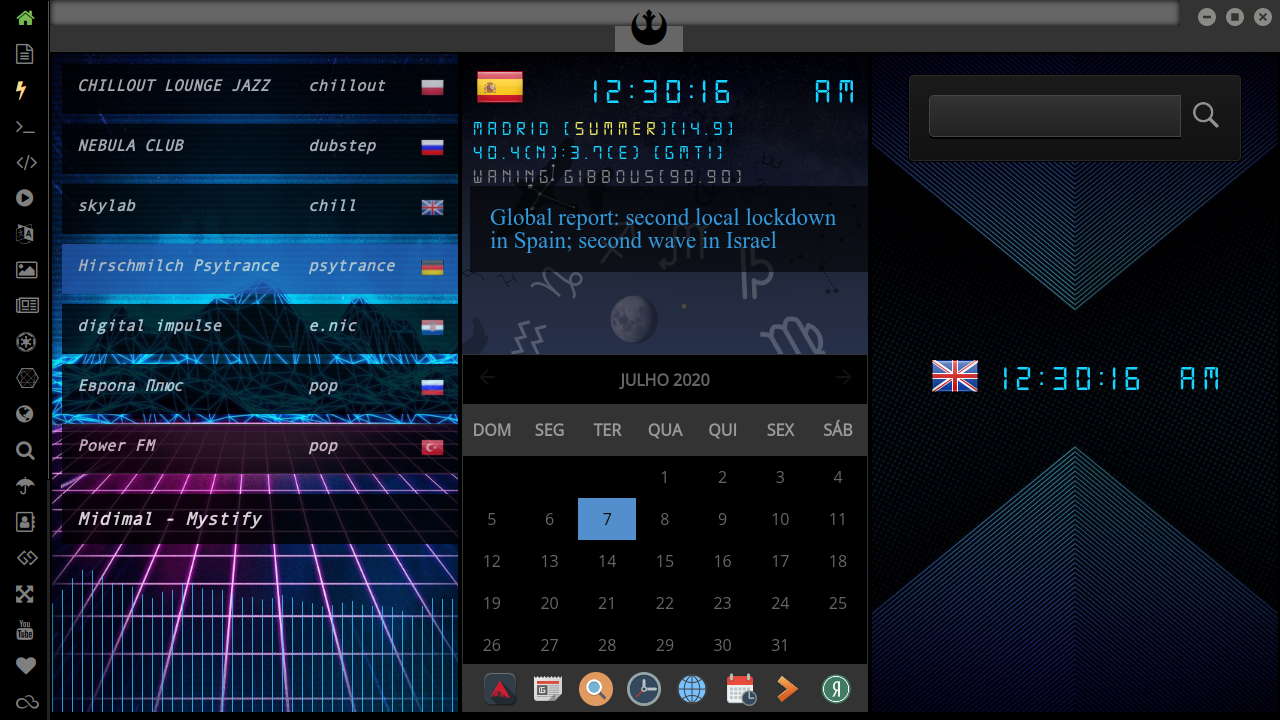 CHILLOUT LOUNGE JAZZ chillout
NEBULA CLUB dubstep
skylab chill
Hirschmilch Psytrance psytrance
digital impulse e.nic
Европа Плюс pop
Power FM pop
Midimal - Mystify
12:30:16 AM
MADRID (SUMMER)[14.9]
40.4(N):3.7(E) [GMT1]
WANING GIBBOUS[90.90]
Global report: second local lockdown
in Spain; second wave in Israel
JULHO 2020
DOM SEG TER QUA QUI SEX SÁB
1 2 3 4
5 6 7 8 9 10 11
12 13 14 15 16 17 18
19 20 21 22 23 24 25
26 27 28 29 30 31
12:30:16 AM
You
Tube
Я